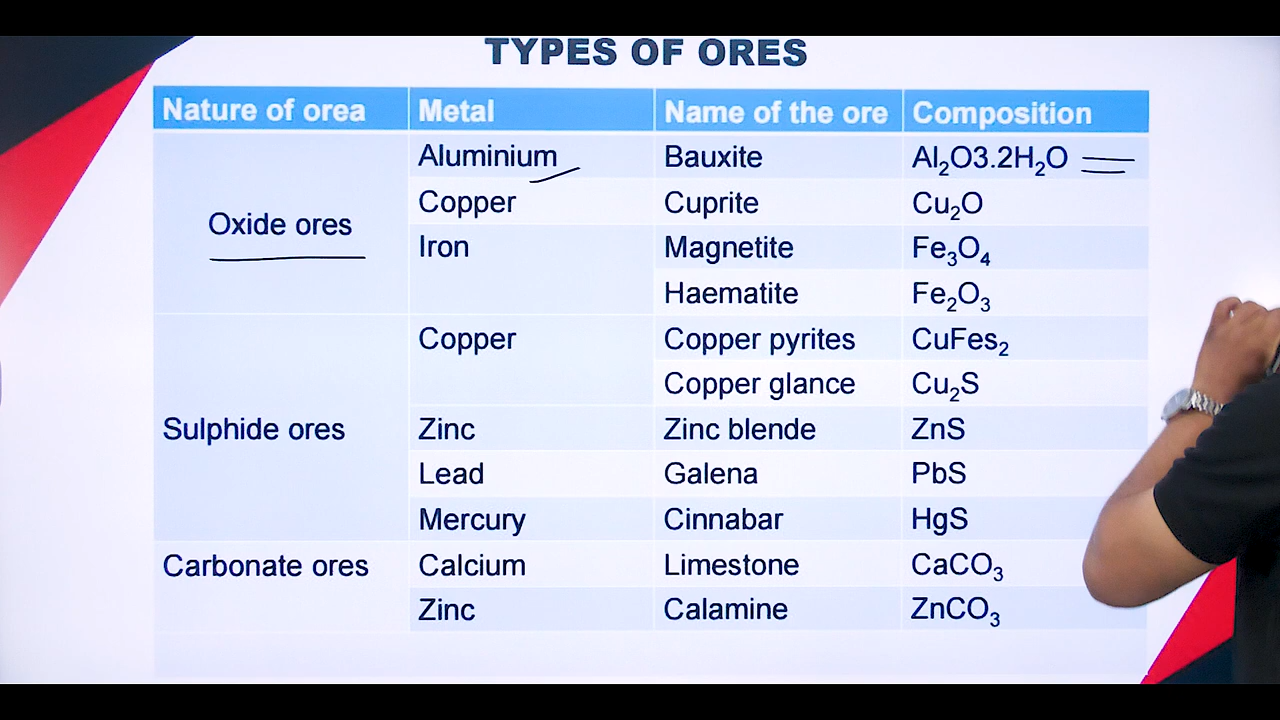 TYPES OF ORES
Nature of orea Metal Name of the ore Composition
Oxide ores Aluminium Bauxite Al₂O3.2H₂O
Copper Cuprite Cu₂O
Iron Magnetite Fe₃O₄
Haematite Fe₂O₃
Sulphide ores Copper Copper pyrites CuFes₂
Copper glance Cu₂S
Zinc Zinc blende ZnS
Lead Galena PbS
Mercury Cinnabar HgS
Carbonate ores Calcium Limestone CaCO₃
Zinc Calamine ZnCO₃